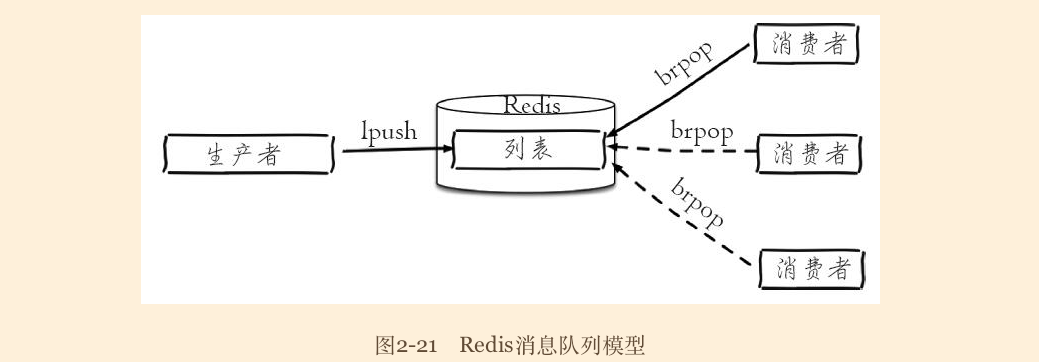 消费者
brpop
Redis
lpush
brpop
生产者
列表
消费者
brpop
消费者
图2-21 Redis消息队列模型